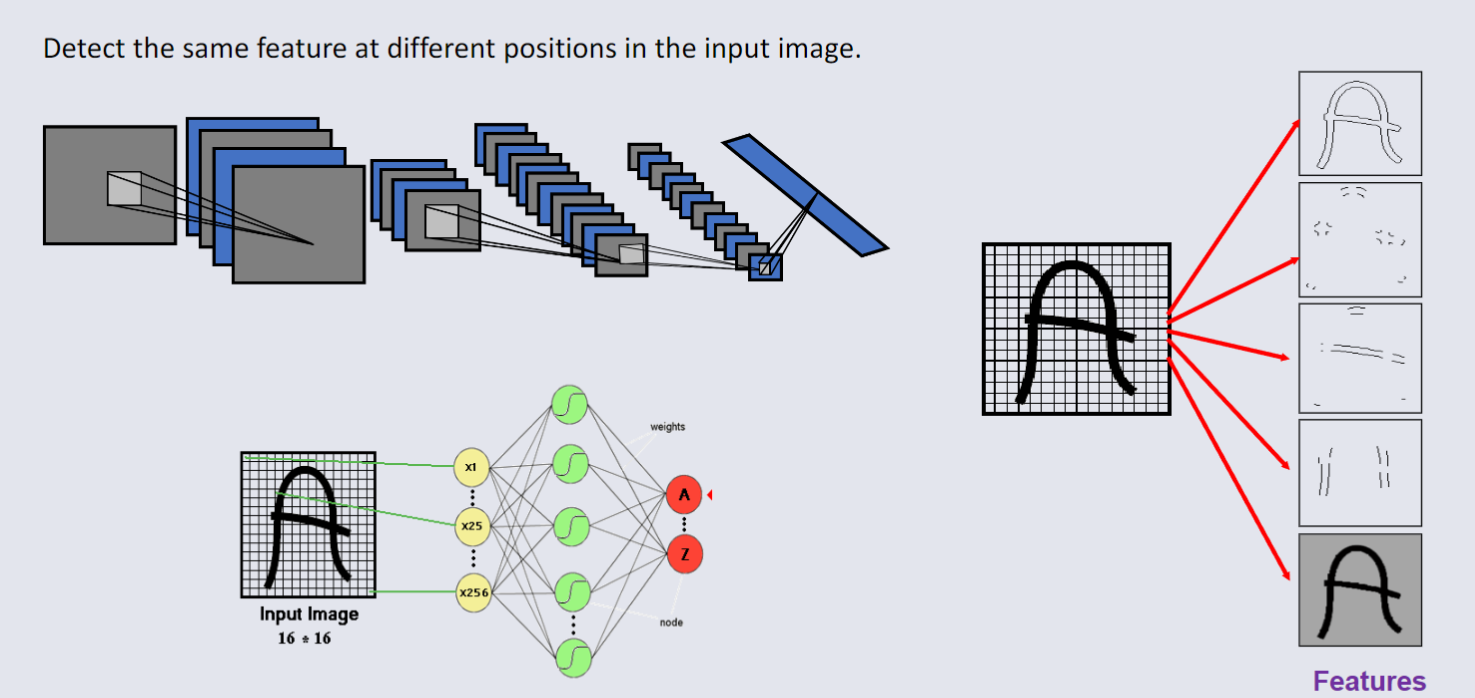 Detect the same feature at different positions in the input image.
x1
x25
x256
weights
A
Z
node
Input Image
16 * 16
Features